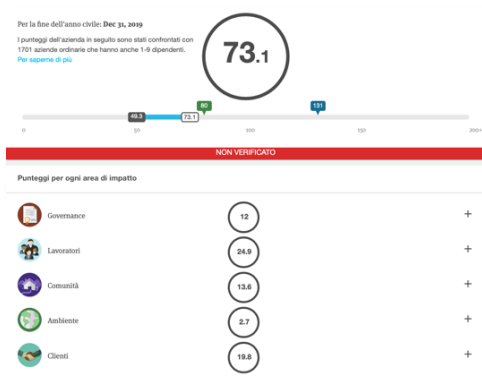 Per la fine dell'anno civile: Dec 31, 2019
I punteggi dell'azienda in seguito sono stati confrontati con
1701 aziende ordinarie che hanno anche 1-9 dipendenti.
Per saperne di più
73.1
80
131
49.3
73.1
0
50
100
150
200+
NON VERIFICATO
Punteggi per ogni area di impatto
Governance
12
+
Lavoratori
24.9
+
Comunità
13.6
+
Ambiente
2.7
+
Clienti
19.8
+